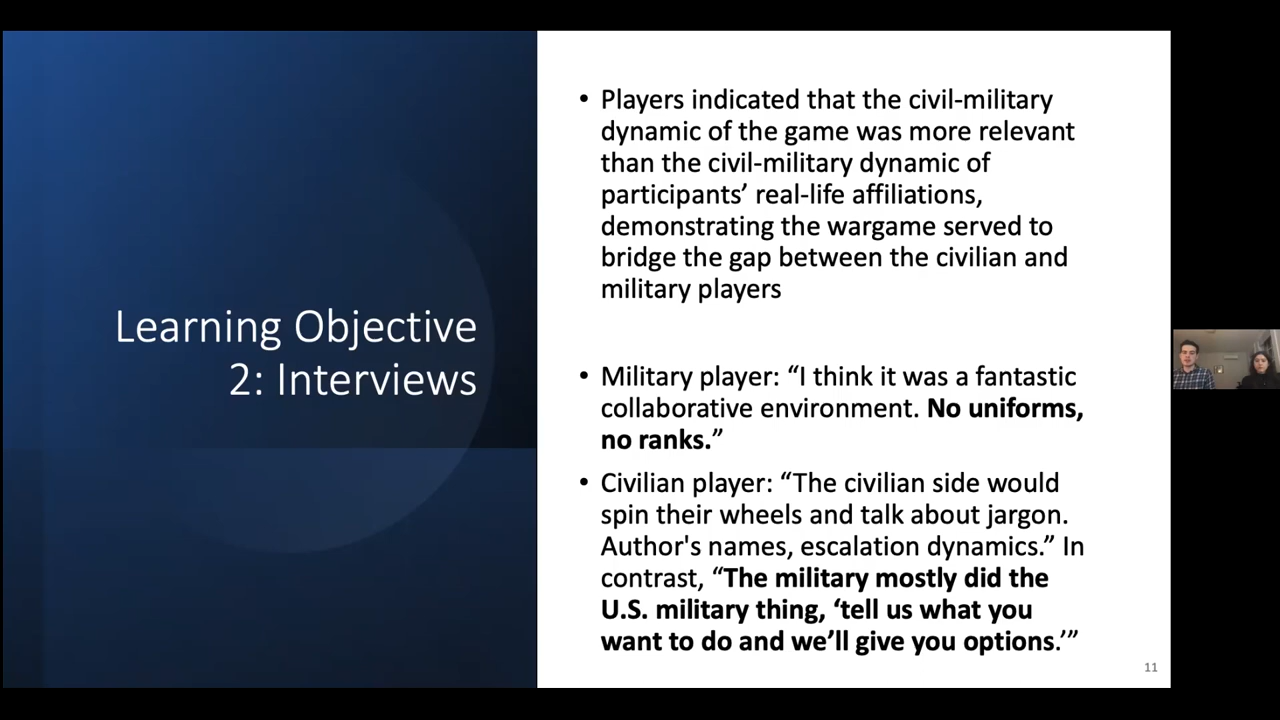 Learning Objective
2: Interviews
• Players indicated that the civil-military
dynamic of the game was more relevant
than the civil-military dynamic of
participants’ real-life affiliations,
demonstrating the wargame served to
bridge the gap between the civilian and
military players
• Military player: “I think it was a fantastic
collaborative environment. No uniforms,
no ranks.”
• Civilian player: “The civilian side would
spin their wheels and talk about jargon.
Author's names, escalation dynamics.” In
contrast, “The military mostly did the
U.S. military thing, ‘tell us what you
want to do and we’ll give you options.’”
11